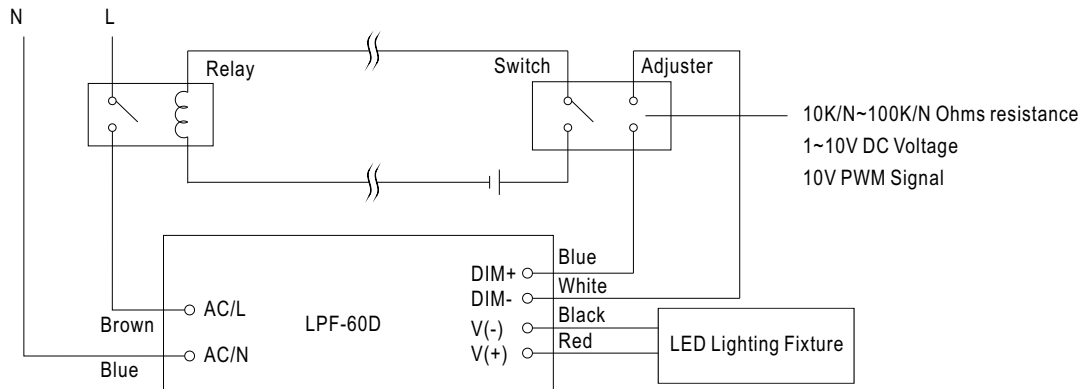 N
L
Relay
Switch
Adjuster
10K/N~100K/N Ohms resistance
1~10V DC Voltage
10V PWM Signal
Blue
DIM+
White
DIM-
AC/L
LPF-60D
Black
V(-)
Brown
Red
V(+)
LED Lighting Fixture
AC/N
Blue